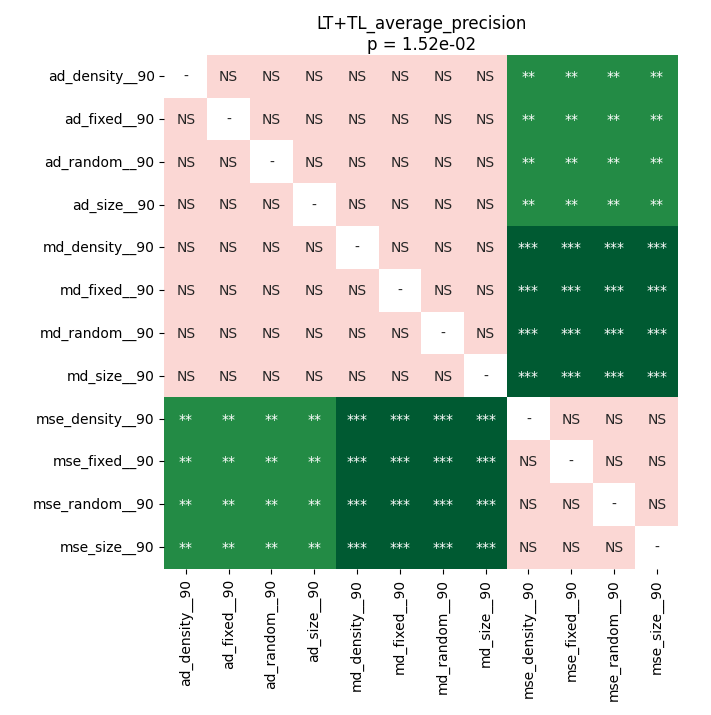 LT+TL_average_precision
p = 1.52e-02
ad_density__90 - NS NS NS NS NS NS NS ** ** ** **
ad_fixed__90 NS - NS NS NS NS NS NS ** ** ** **
ad_random__90 NS NS - NS NS NS NS NS ** ** ** **
ad_size__90 NS NS NS - NS NS NS NS ** ** ** **
md_density__90 NS NS NS NS - NS NS NS *** *** *** ***
md_fixed__90 NS NS NS NS NS - NS NS *** *** *** ***
md_random__90 NS NS NS NS NS NS - NS *** *** *** ***
md_size__90 NS NS NS NS NS NS NS - *** *** *** ***
mse_density__90 ** ** ** ** *** *** *** *** - NS NS NS
mse_fixed__90 ** ** ** ** *** *** *** *** NS - NS NS
mse_random__90 ** ** ** ** *** *** *** *** NS NS - NS
mse_size__90 ** ** ** ** *** *** *** *** NS NS NS -
ad_density__90
ad_fixed__90
ad_random__90
ad_size__90
md_density__90
md_fixed__90
md_random__90
md_size__90
mse_density__90
mse_fixed__90
mse_random__90
mse_size__90